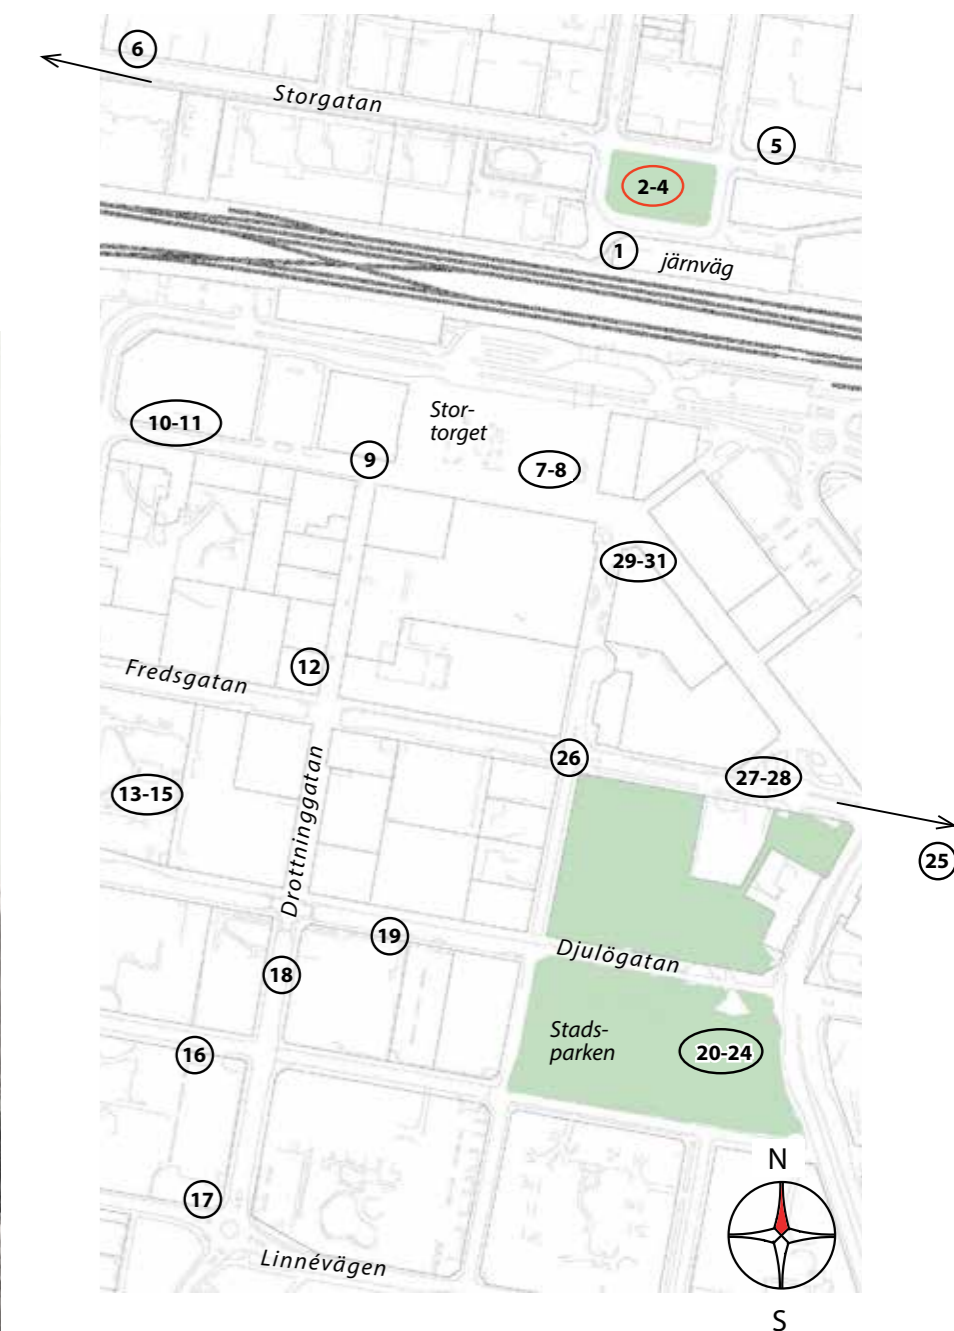 6
Storgatan
5
2-4
1
järnväg
Stor-
torget
10-11
9
7-8
29-31
12
Fredsgatan
26
27-28
13-15
Drottninggatan
25
19
Djulögatan
18
Stads-
parken
16
20-24
N
17
Linnévägen
S